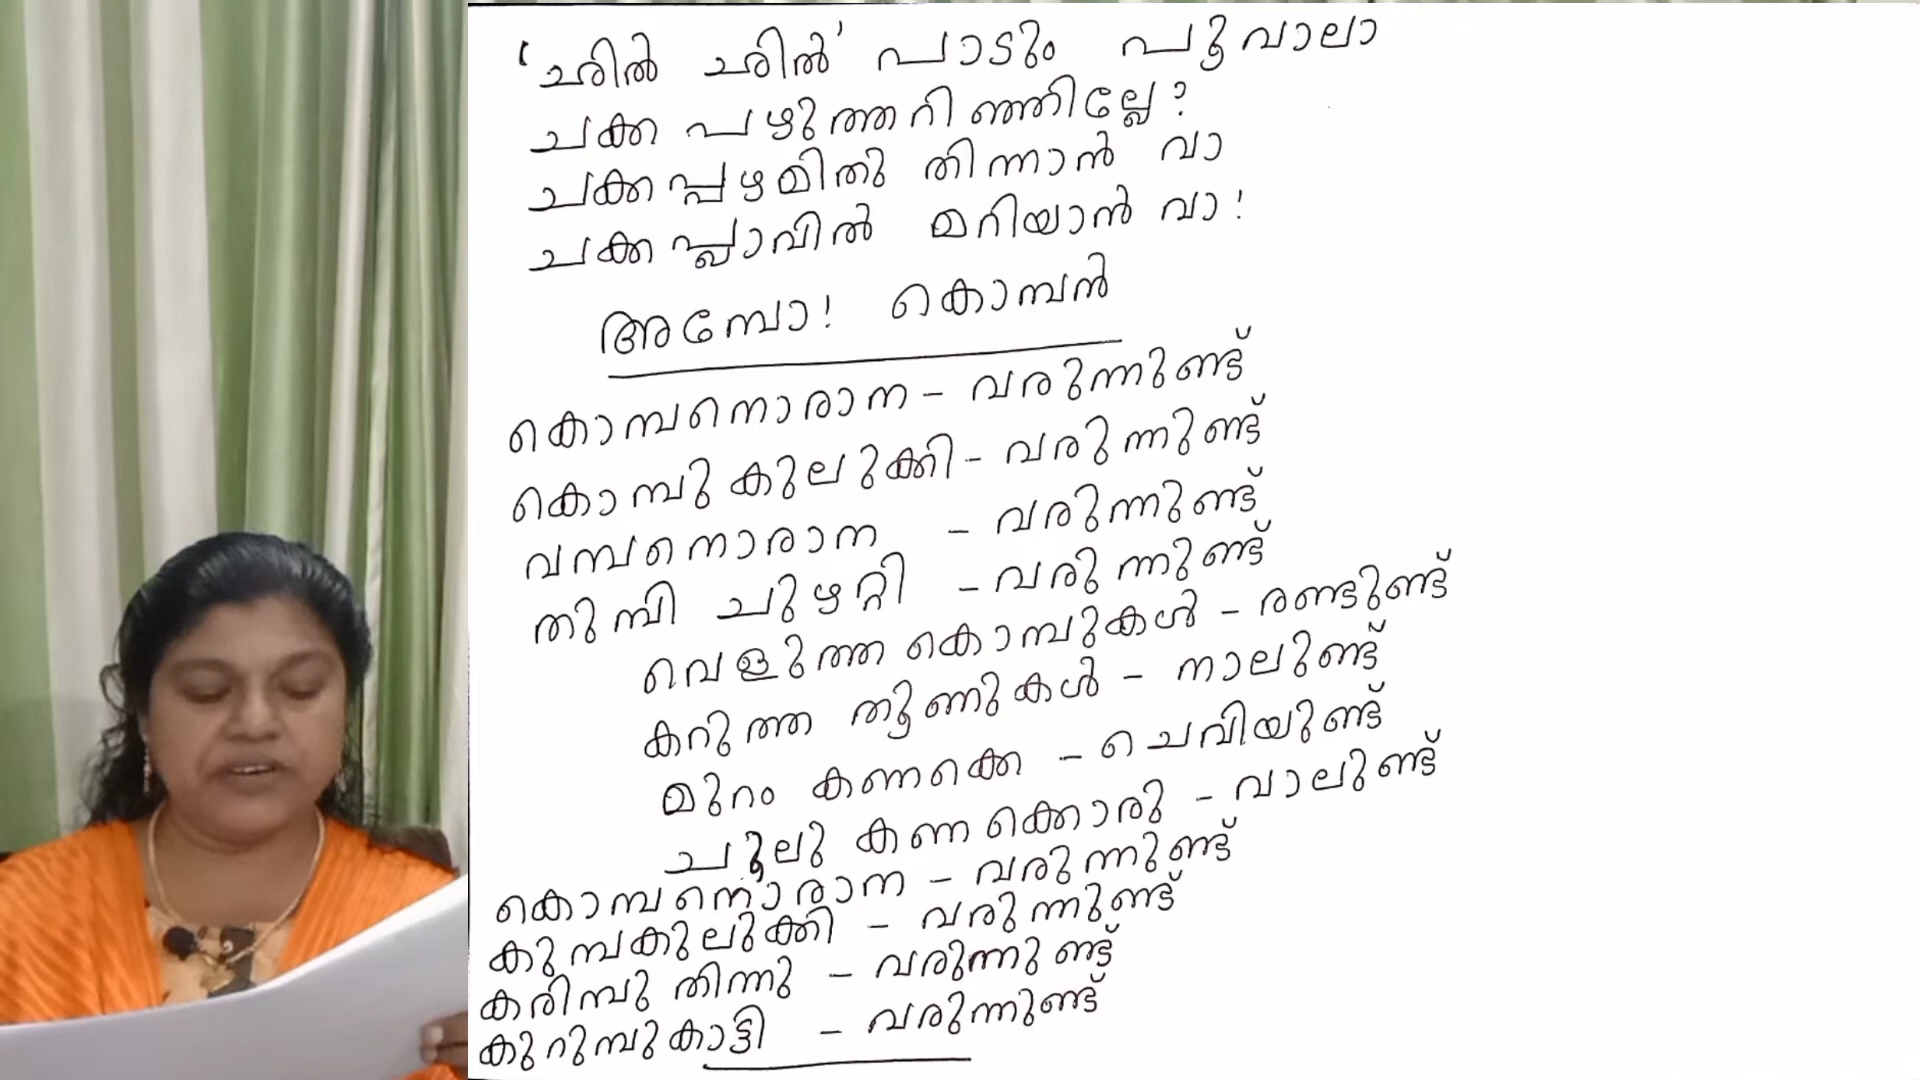 'ഛിൽ ഛിൽ' പാടും പൂവാലാ
ചക്ക പഴുത്തറിഞ്ഞില്ലേ?
ചക്കപ്പഴമിതു തിന്നാൻ വാ
ചക്കപ്ലാവിൽ മറിയാൻ വാ!
അമ്പോ! കൊമ്പൻ
കൊമ്പനൊരാന - വരുന്നുണ്ട്
കൊമ്പു കുലുക്കി - വരുന്നുണ്ട്
വമ്പനൊരാന - വരുന്നുണ്ട്
തുമ്പി ചുഴറ്റി - വരുന്നുണ്ട്
വെളുത്ത കൊമ്പുകൾ - രണ്ടുണ്ട്
കറുത്ത തൂണുകൾ - നാലുണ്ട്
മുറം കണക്കെ - ചെവിയുണ്ട്
ചൂലു കണക്കൊരു - വാലുണ്ട്
കൊമ്പനൊരാന - വരുന്നുണ്ട്
കുമ്പകുലുക്കി - വരുന്നുണ്ട്
കരിമ്പു തിന്നു - വരുന്നുണ്ട്
കുറുമ്പുകാട്ടി - വരുന്നുണ്ട്